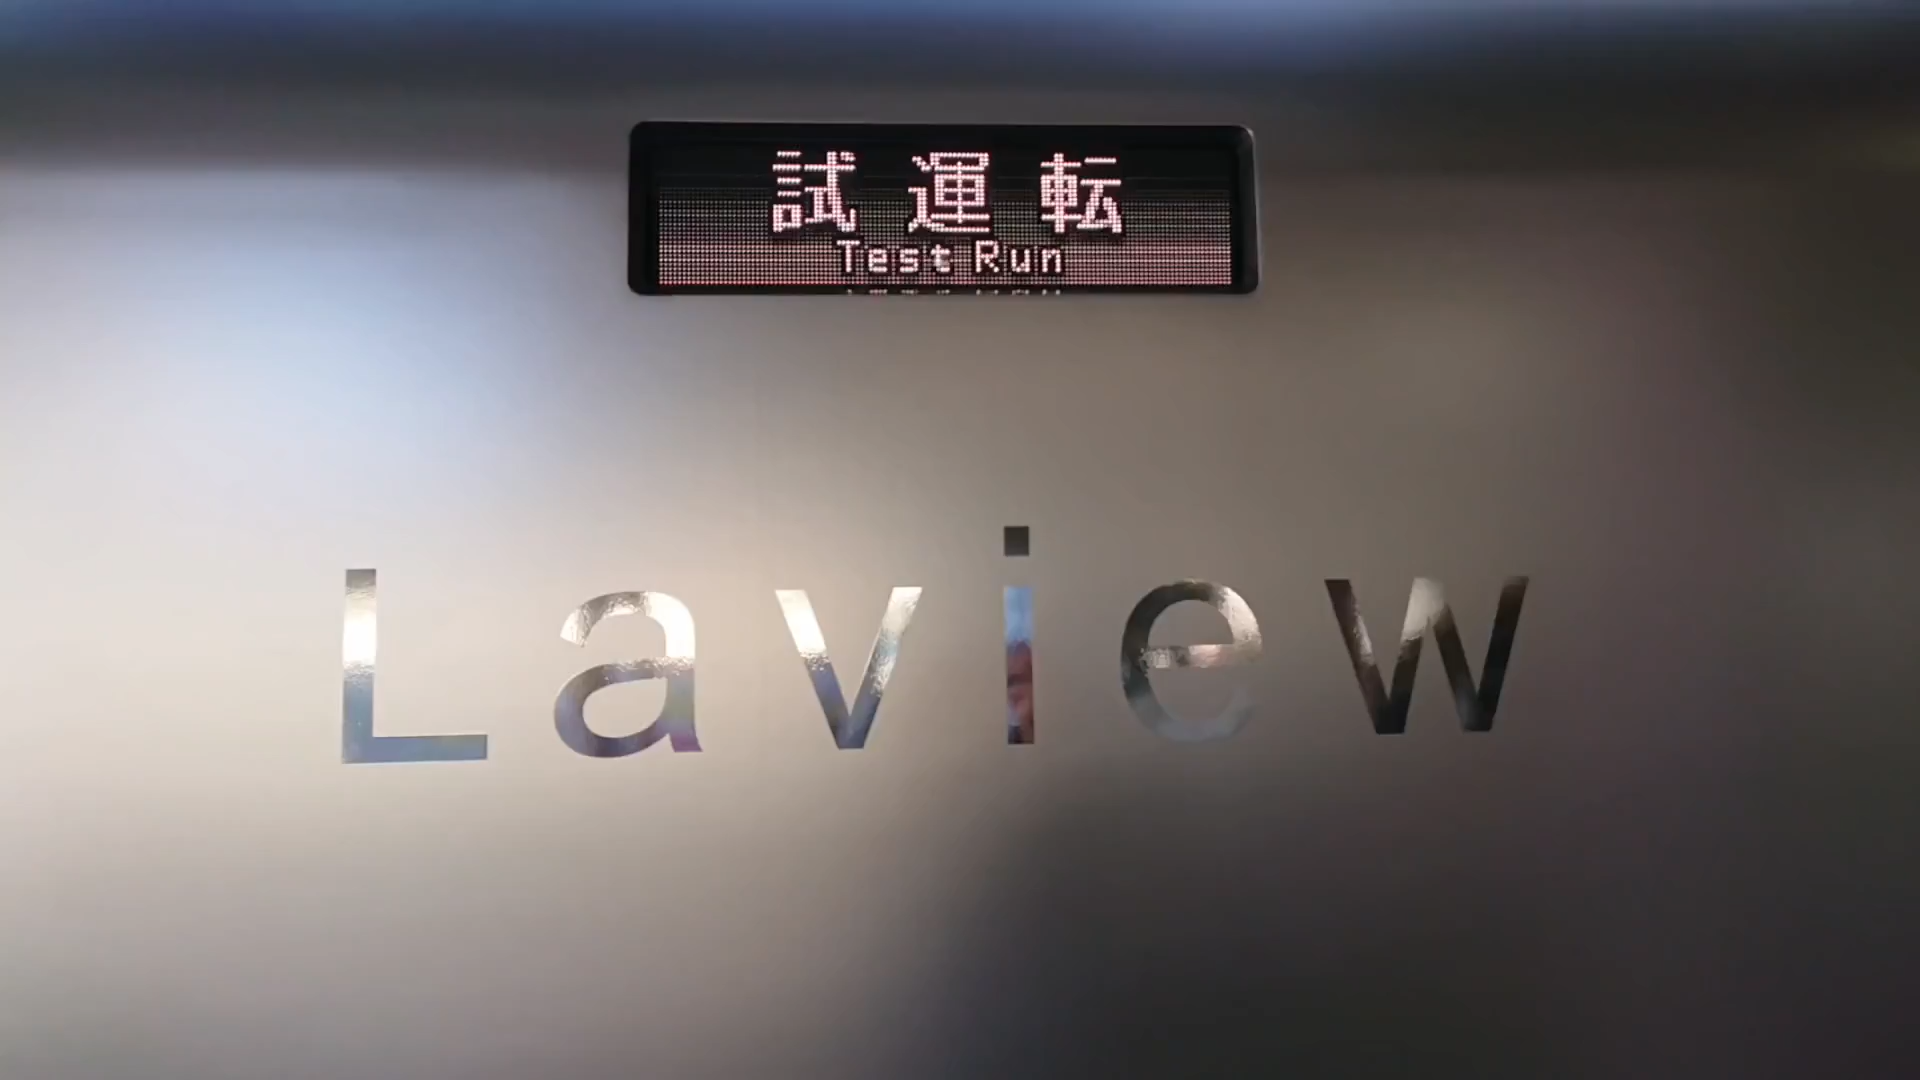 試運転
Test Run
Laview